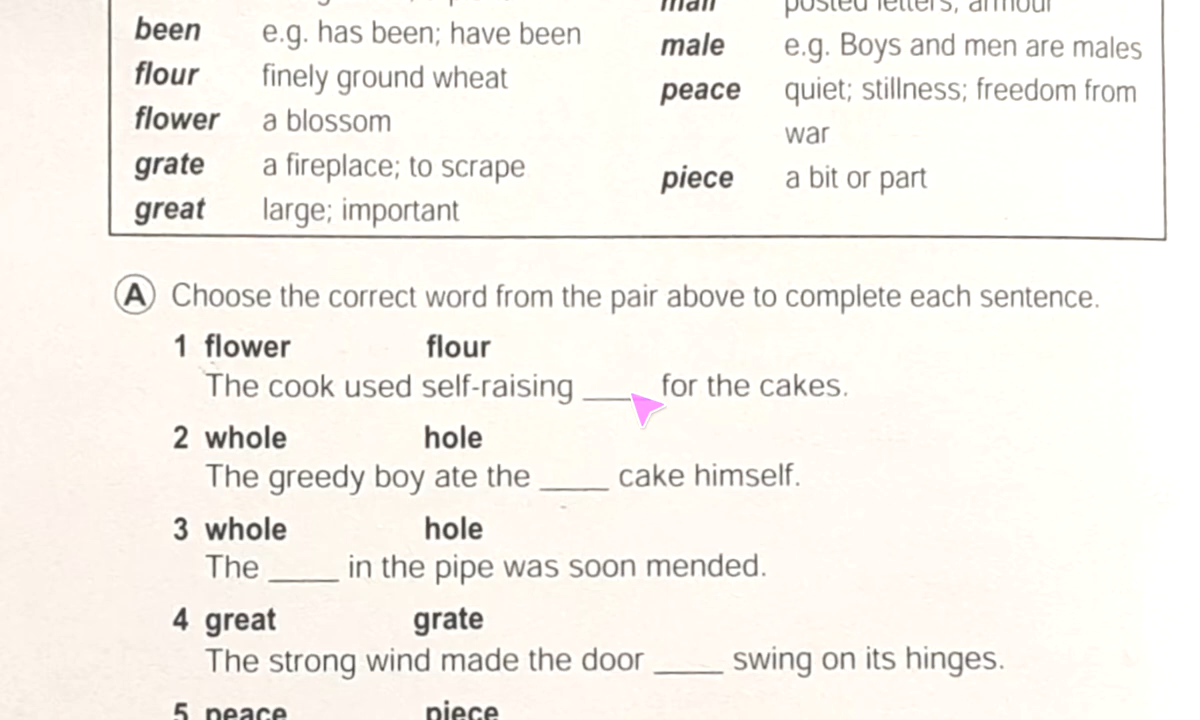 been e.g. has been; have been
flour finely ground wheat
flower a blossom
grate a fireplace; to scrape
great large; important
mail posted letters; armour
male e.g. Boys and men are males
peace quiet; stillness; freedom from
war
piece a bit or part
A Choose the correct word from the pair above to complete each sentence.
1 flower flour
The cook used self-raising ____ for the cakes.
2 whole hole
The greedy boy ate the ____ cake himself.
3 whole hole
The ____ in the pipe was soon mended.
4 great grate
The strong wind made the door ____ swing on its hinges.
5 peace piece